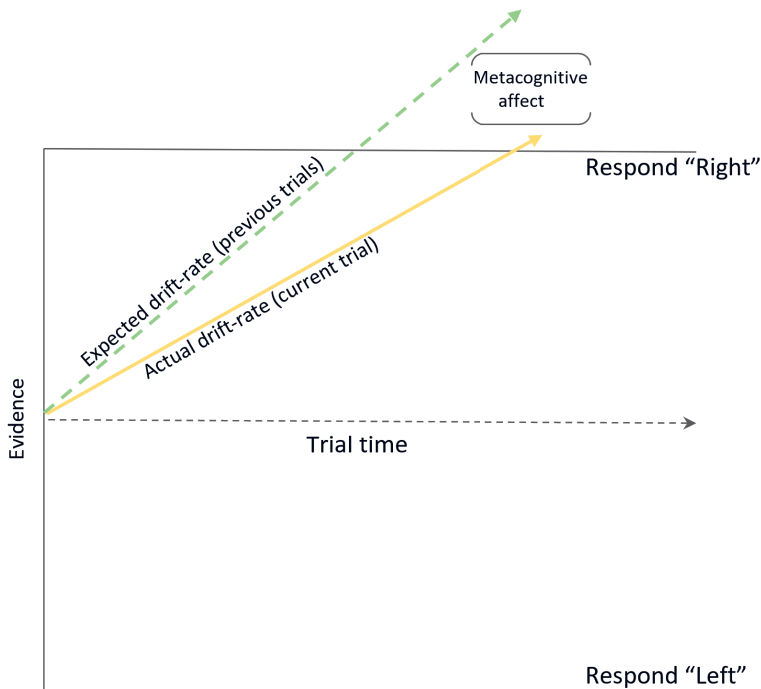 Metacognitive
affect
Respond “Right”
Expected drift-rate (previous trials)
Actual drift-rate (current trial)
Evidence
Trial time
Respond “Left”